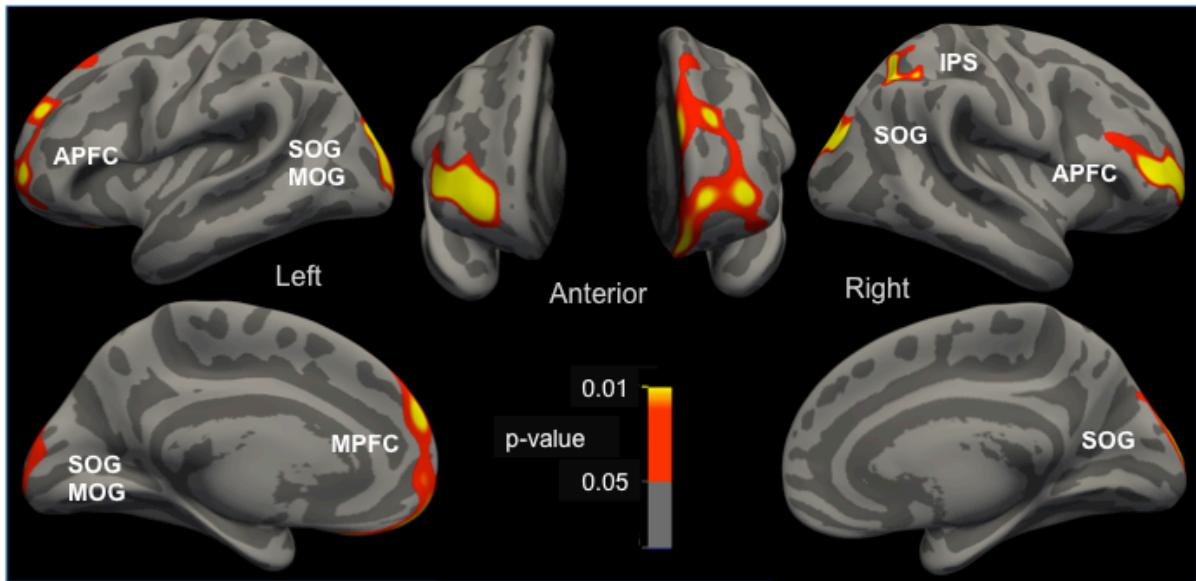 IPS
APFC
SOG
MOG
SOG
APFC
Left
Anterior
Right
0.01
p-value
0.05
MPFC
SOG
MOG
SOG